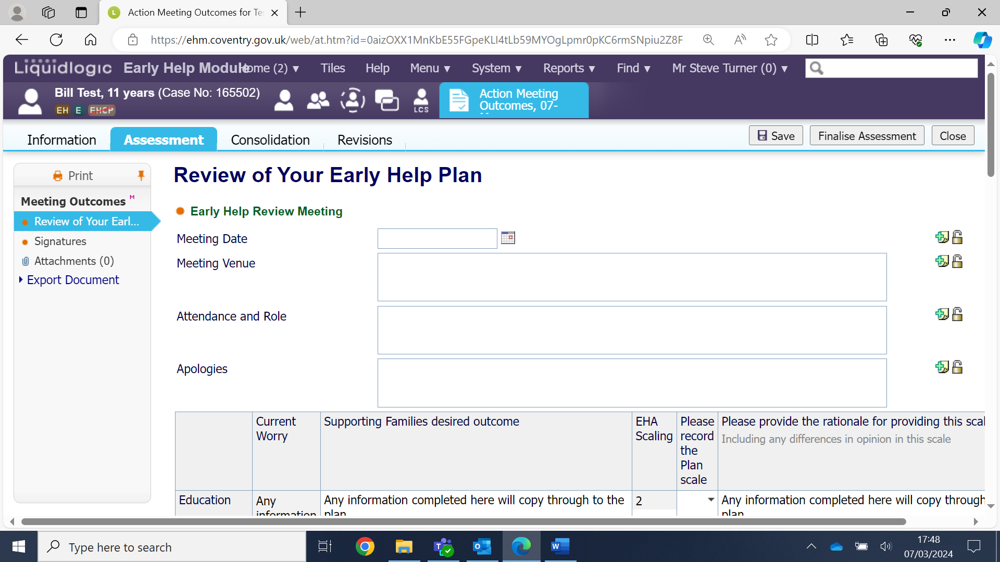 Action Meeting Outcomes for Te
https://ehm.coventry.gov.uk/web/at.htm?id=0aizOXX1MnKbE55FGpeKLI4tLb59MYOgLpmr0pKC6rmSNpiu2Z8F
Liquidlogic Early Help Module ome (2) Tiles Help Menu System Reports Find Mr Steve Turner (0)
Bill Test, 11 years (Case No: 165502)
EH E EHCP
LCS
Action Meeting
Outcomes, 07-
Information Assessment Consolidation Revisions
Save Finalise Assessment Close
Print
Meeting Outcomes M
Review of Your Earl...
Signatures
Attachments (0)
Export Document
Review of Your Early Help Plan
Early Help Review Meeting
Meeting Date
Meeting Venue
Attendance and Role
Apologies
Current
Worry
Supporting Families desired outcome
EHA
Scaling
Please
record
the
Plan
scale
Please provide the rationale for providing this scal
Including any differences in opinion in this scale
Education
Any
information
Any information completed here will copy through to the
plan
2
Any information completed here will copy through
plan
Type here to search
17:48
07/03/2024